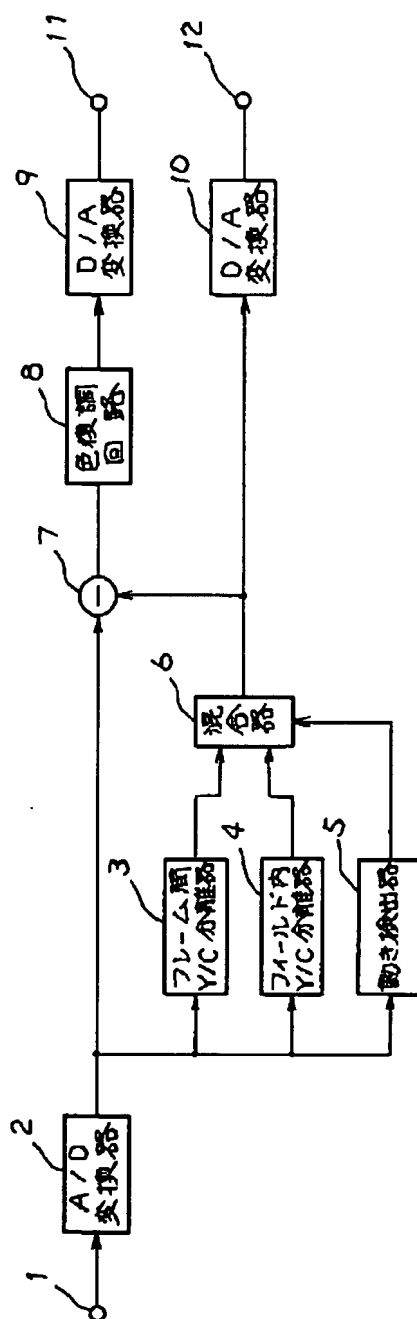 1
2
A/D
変換器
3
フレーム間
Y/C分離器
4
フィールド内
Y/C分離器
5
動き検出器
6
混合器
7
−
8
色復調
回路
9
D/A
変換器
10
D/A
変換器
11
12